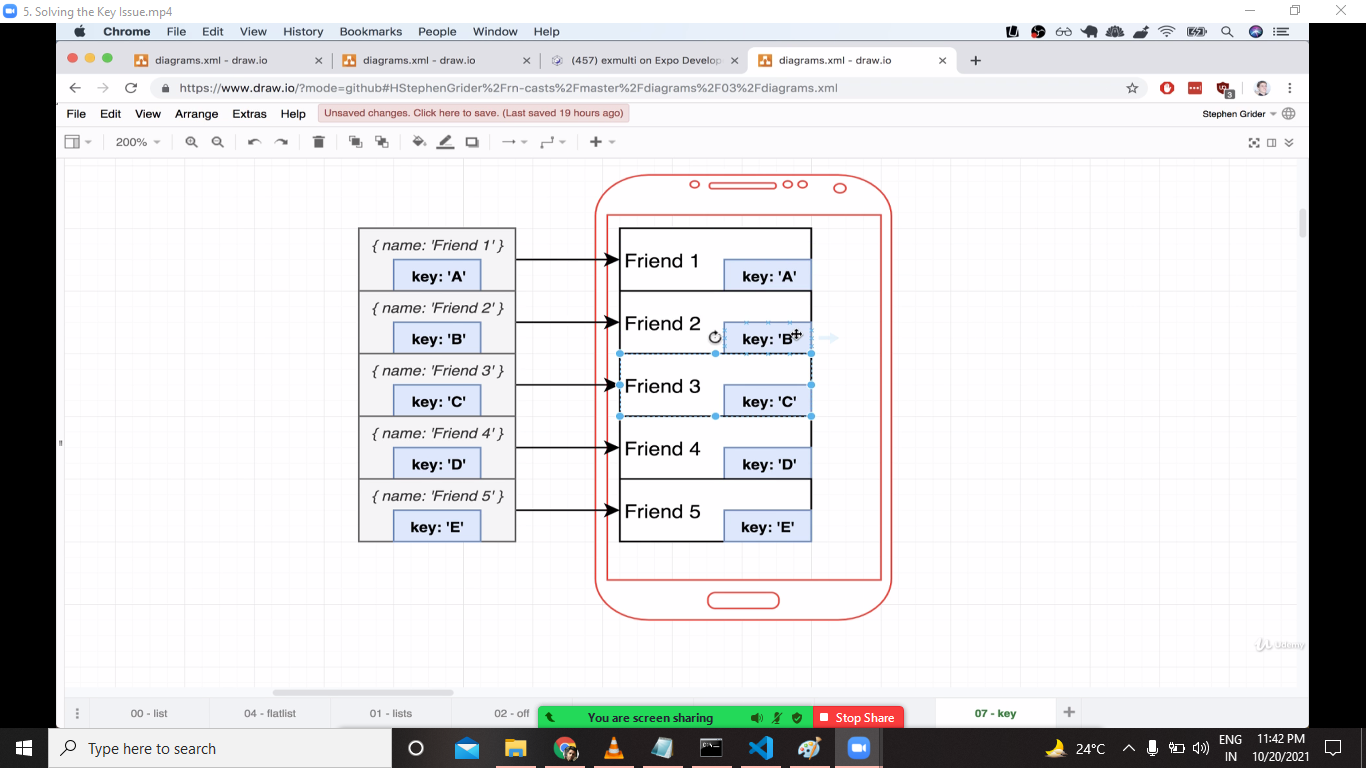 5. Solving the Key Issue.mp4
Chrome File Edit View History Bookmarks People Window Help
diagrams.xml - draw.io diagrams.xml - draw.io (457) exmulti on Expo Develop diagrams.xml - draw.io
https://www.draw.io/?mode=github#HStephenGrider%2Frn-casts%2Fmaster%2Fdiagrams%2F03%2Fdiagrams.xml
3
File Edit View Arrange Extras Help Unsaved changes. Click here to save. (Last saved 19 hours ago) Stephen Grider
200%
{ name: 'Friend 1' }
key: 'A'
{ name: 'Friend 2' }
key: 'B'
{ name: 'Friend 3' }
key: 'C'
{ name: 'Friend 4' }
key: 'D'
{ name: 'Friend 5' }
key: 'E'
Friend 1
key: 'A'
Friend 2
key: 'B'
Friend 3
key: 'C'
Friend 4
key: 'D'
Friend 5
key: 'E'
Udemy
00 - list 04 - flatlist 01 - lists 02 - off 07 - key
You are screen sharing Stop Share
Type here to search
24°C
ENG
IN
11:42 PM
10/20/2021